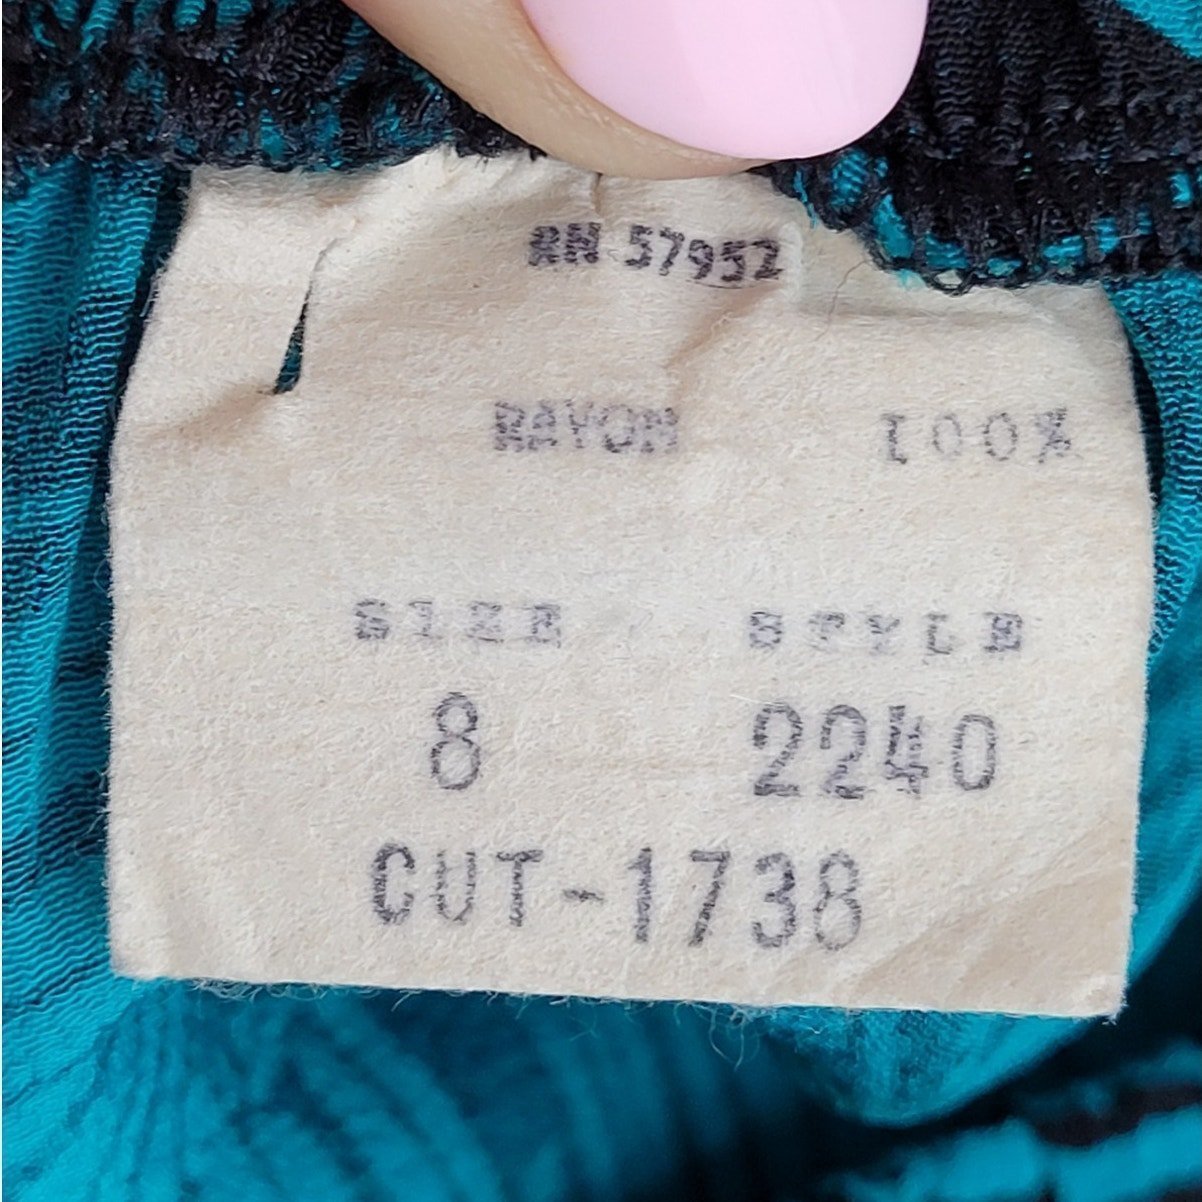 RN 57952
RAYON 100%
SIZE STYLE
8 2240
CUT-1738